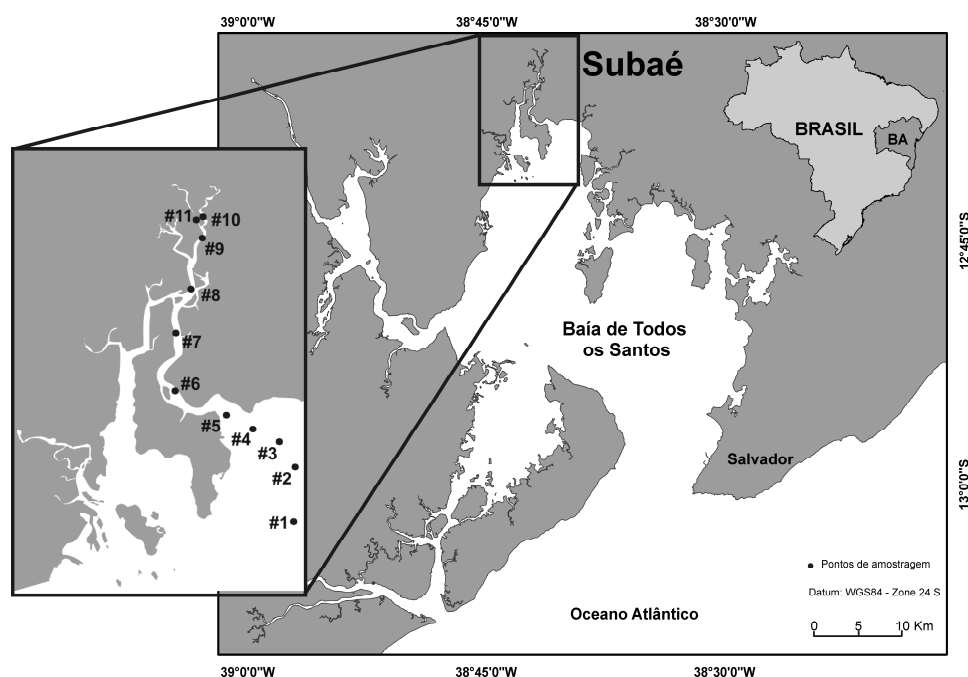 39°0'0"W
38°45'0"W
38°30'0"W
Subaé
BRASIL
BA
#11
#10
#9
#8
#7
#6
#5
#4
#3
#2
#1
12°45'0"S
Baía de Todos
os Santos
Salvador
13°0'0"S
Pontos de amostragem
Datum: WGS84 - Zone 24 S
Oceano Atlântico
0 5 10 Km
39°0'0"W
38°45'0"W
38°30'0"W